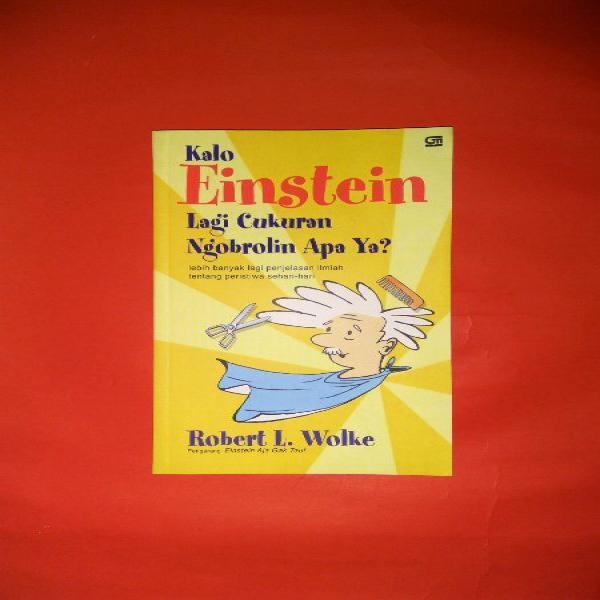 Kalo
Einstein
Lagi Cukuran
Ngobrolin Apa Ya?
lebih banyak lagi penjelasan ilmiah
tentang peristiwa sehari-hari
Robert L. Wolke
Pengarang Einstein Aja Gak Tau!